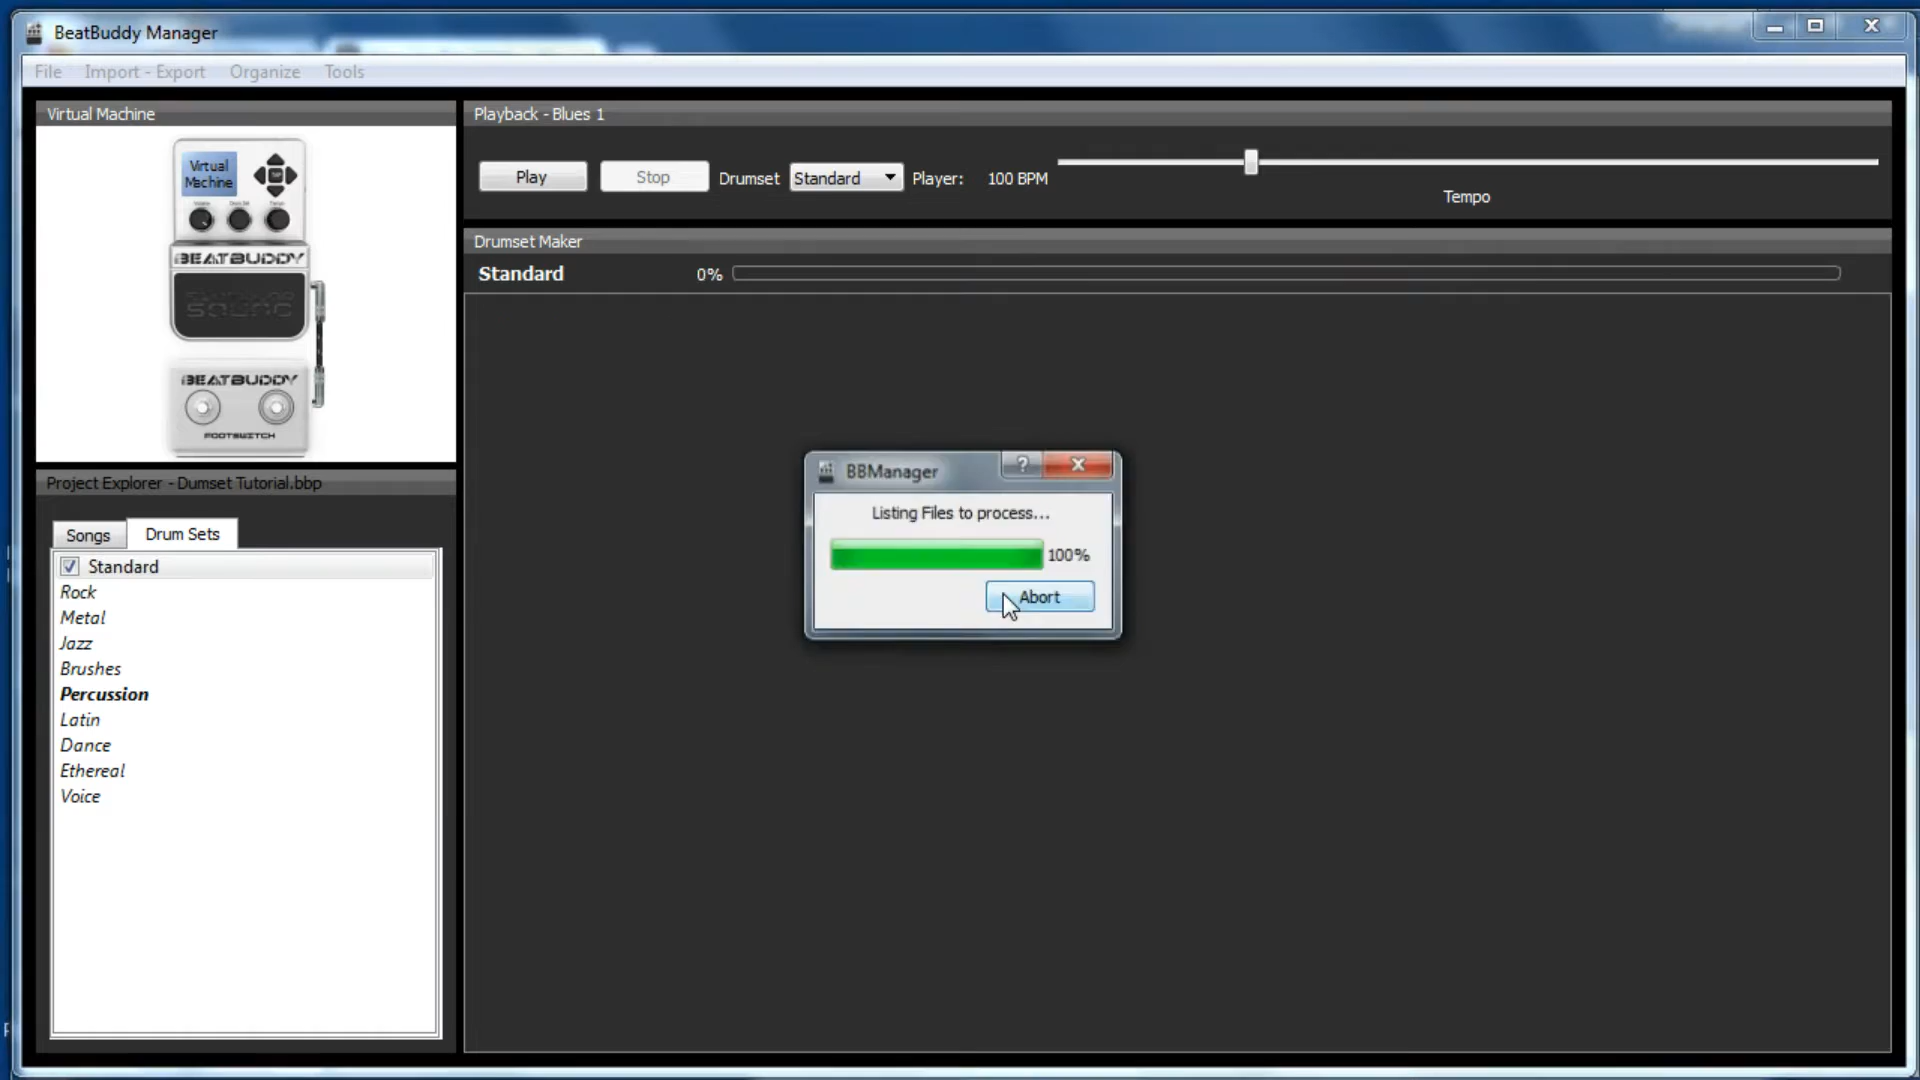 BeatBuddy Manager
File Import - Export Organize Tools
Virtual Machine
Virtual
Machine
BEATBUDDY
BEATBUDDY
FOOTSWITCH
Playback - Blues 1
Play Stop Drumset Standard Player: 100 BPM
Tempo
Drumset Maker
Standard 0%
Project Explorer - Dumset Tutorial.bbp
Songs Drum Sets
Standard
Rock
Metal
Jazz
Brushes
Percussion
Latin
Dance
Ethereal
Voice
BBManager
Listing Files to process...
100%
Abort